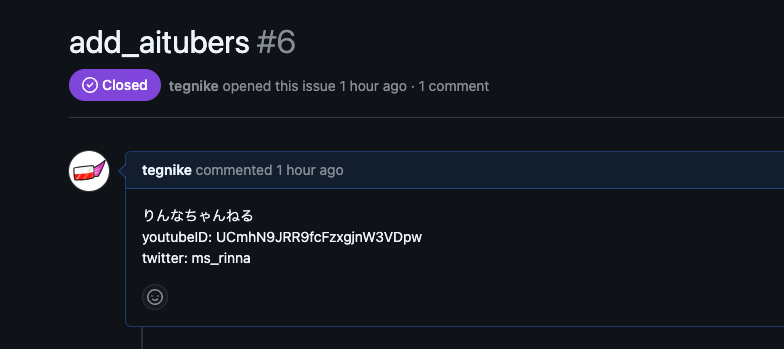 add_aitubers #6
Closed tegnike opened this issue 1 hour ago · 1 comment
tegnike commented 1 hour ago
りんなちゃんねる
youtubeID: UCmhN9JRR9fcFzxgjnW3VDpw
twitter: ms_rinna